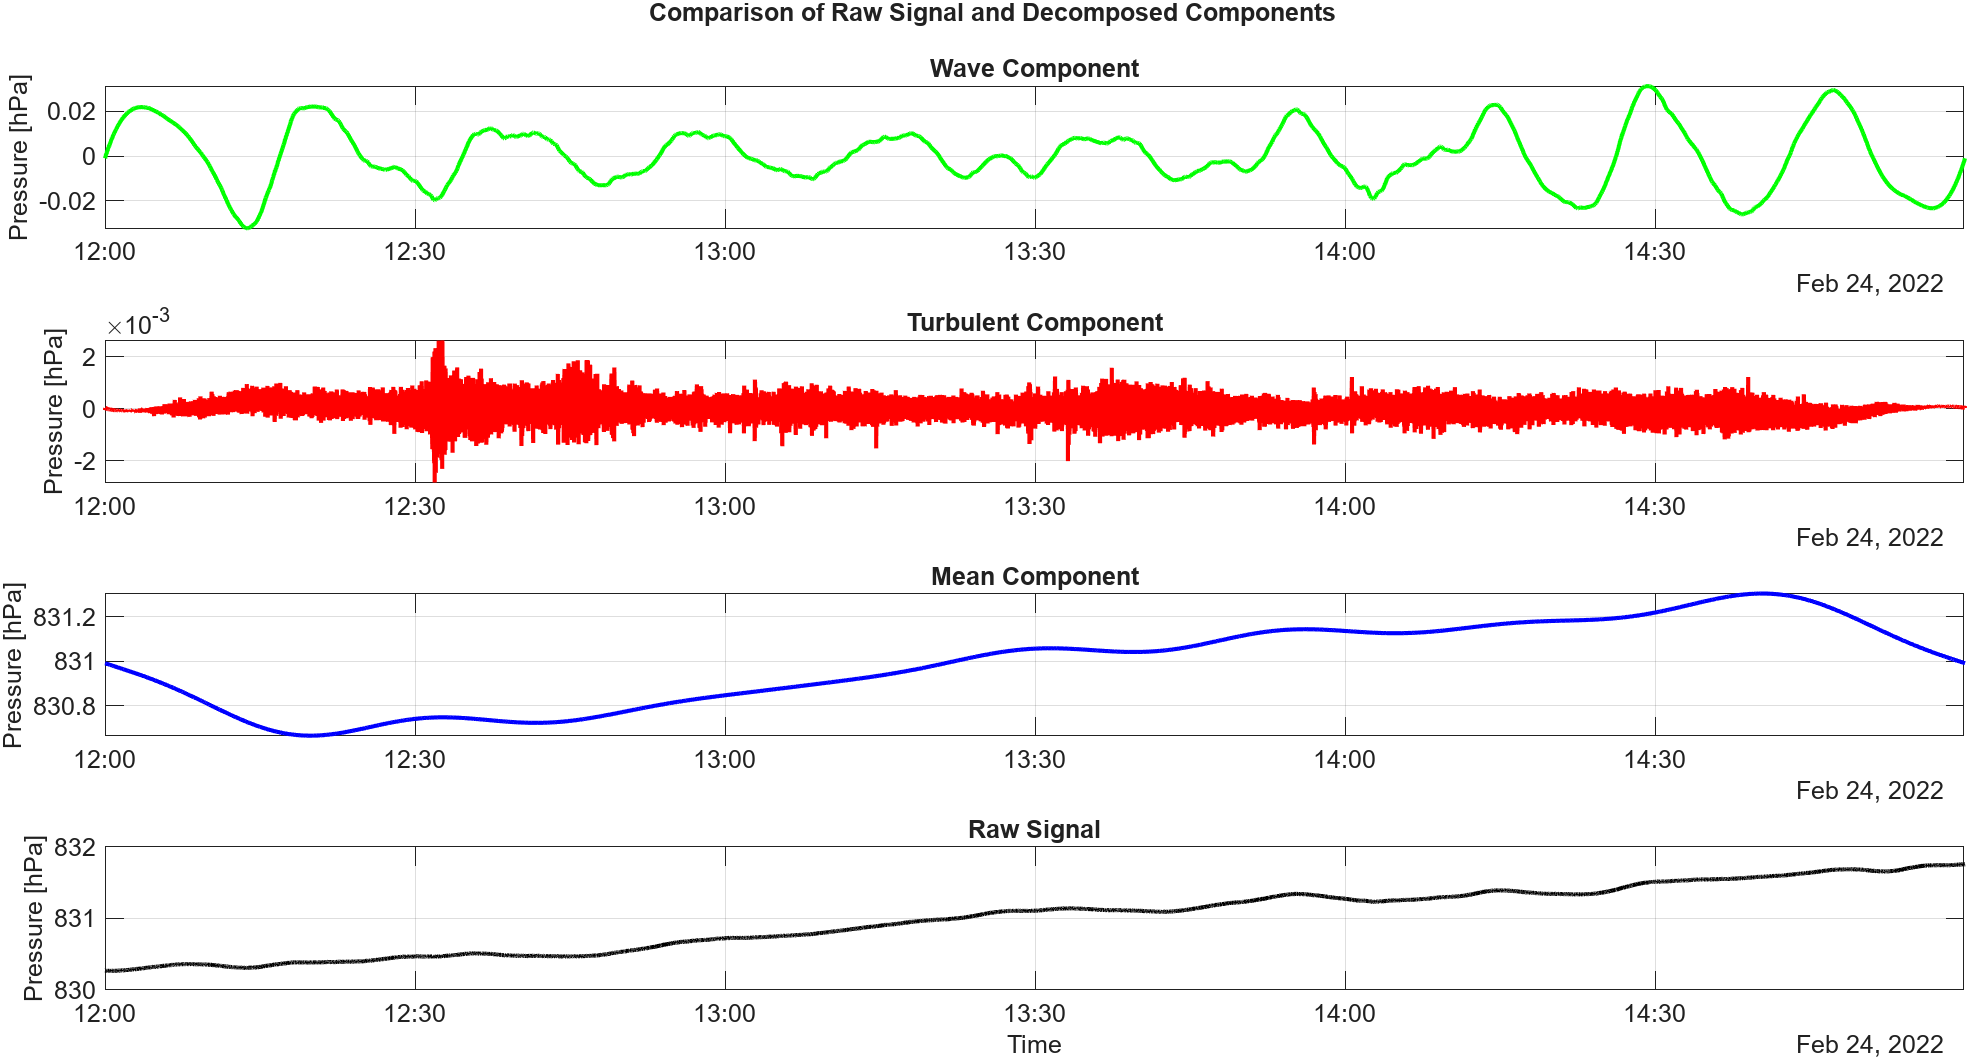 Comparison of Raw Signal and Decomposed Components
Wave Component
Pressure [hPa]
0.02
0
-0.02
12:00 12:30 13:00 13:30 14:00 14:30
Feb 24, 2022
Turbulent Component
×10-3
Pressure [hPa]
2
0
-2
12:00 12:30 13:00 13:30 14:00 14:30
Feb 24, 2022
Mean Component
Pressure [hPa]
831.2
831
830.8
12:00 12:30 13:00 13:30 14:00 14:30
Feb 24, 2022
Raw Signal
Pressure [hPa]
832
831
830
12:00 12:30 13:00 13:30 14:00 14:30
Time
Feb 24, 2022